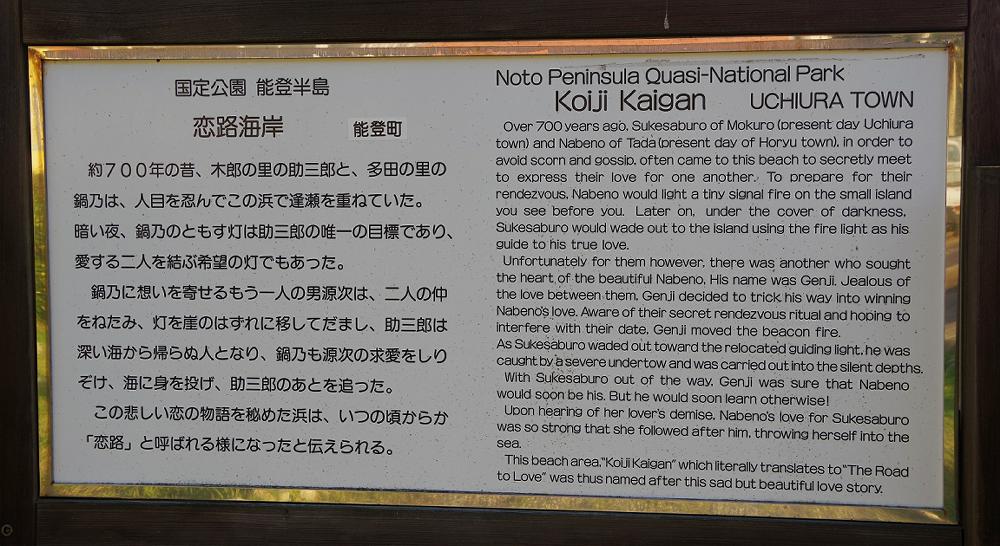 国定公園 能登半島
恋路海岸 能登町
約７００年の昔、木郎の里の助三郎と、多田の里の
鍋乃は、人目を忍んでこの浜で逢瀬を重ねていた。
暗い夜、鍋乃のともす灯は助三郎の唯一の目標であり、
愛する二人を結ぶ希望の灯でもあった。
鍋乃に想いを寄せるもう一人の男源次は、二人の仲
をねたみ、灯を崖のはずれに移してだまし、助三郎は
深い海から帰らぬ人となり、鍋乃も源次の求愛をしり
ぞけ、海に身を投げ、助三郎のあとを追った。
この悲しい恋の物語を秘めた浜は、いつの頃からか
「恋路」と呼ばれる様になったと伝えられる。
Noto Peninsula Quasi-National Park
Koiji Kaigan UCHIURA TOWN
Over 700 years ago, Sukesaburo of Mokuro (present day Uchiura
town) and Nabeno of Tada (present day of Horyu town), in order to
avoid scorn and gossip, often came to this beach to secretly meet
to express their love for one another. To prepare for their
rendezvous, Nabeno would light a tiny signal fire on the small island
you see before you. Later on, under the cover of darkness,
Sukesaburo would wade out to the island using the fire light as his
guide to his true love.
Unfortunately for them however, there was another who sought
the heart of the beautiful Nabeno. His name was Genji. Jealous of
the love between them, Genji decided to trick his way into winning
Nabeno's love. Aware of their secret rendezvous ritual and hoping to
interfere with their date, Genji moved the beacon fire.
As Sukesaburo waded out toward the relocated guiding light, he was
caught by a severe undertow and was carried out into the silent depths.
With Sukesaburo out of the way, Genji was sure that Nabeno
would soon be his. But he would soon learn otherwise!
Upon hearing of her lover's demise, Nabeno's love for Sukesaburo
was so strong that she followed after him, throwing herself into the
sea.
This beach area, "Koiji Kaigan" which literally translates to "The Road
to Love" was thus named after this sad but beautiful love story.